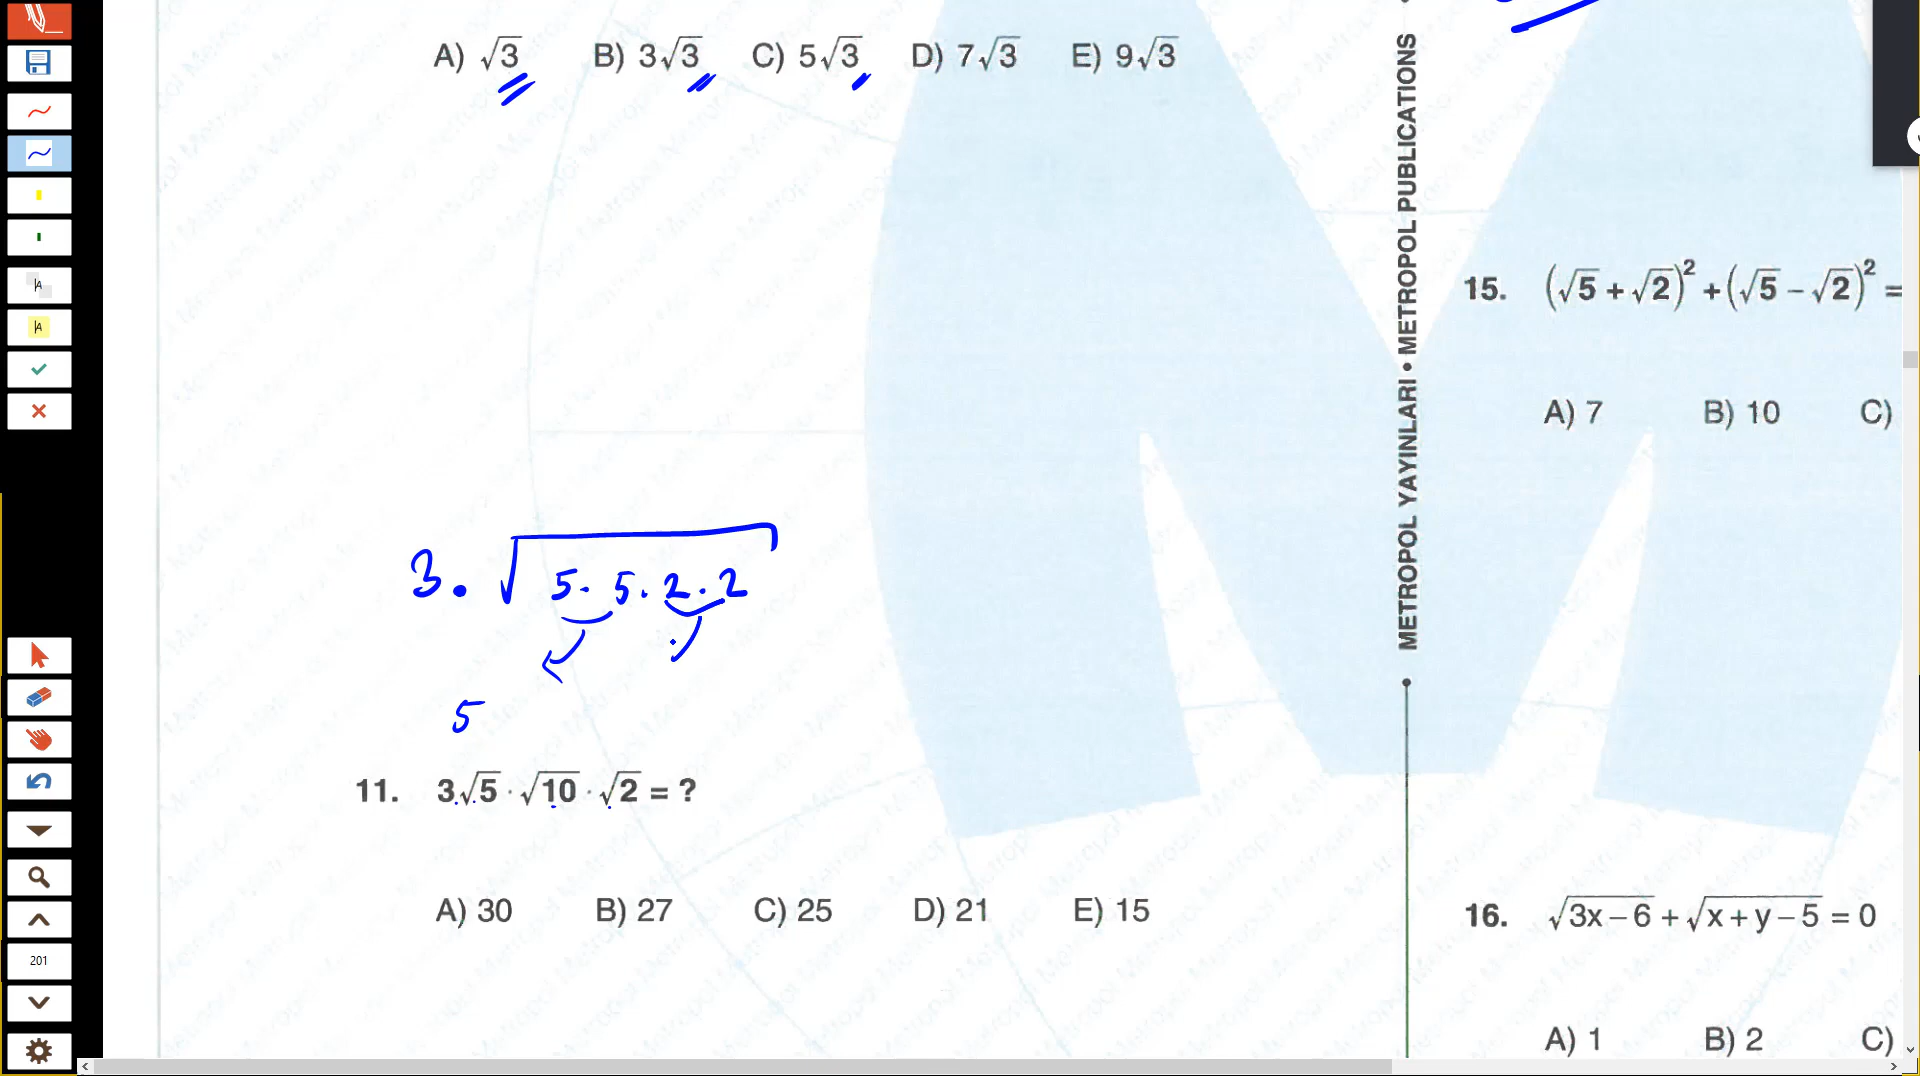 A) √3 B) 3√3 C) 5√3 D) 7√3 E) 9√3
3. √5. 5. 2. 2
5
11. 3√5 · √10 · √2 = ?
A) 30 B) 27 C) 25 D) 21 E) 15
METROPOL YAYINLARI • METROPOL PUBLICATIONS
15. (√5 + √2)² + (√5 − √2)² =
A) 7 B) 10 C)
16. √3x − 6 + √x + y − 5 = 0
A) 1 B) 2 C)
A
A
201